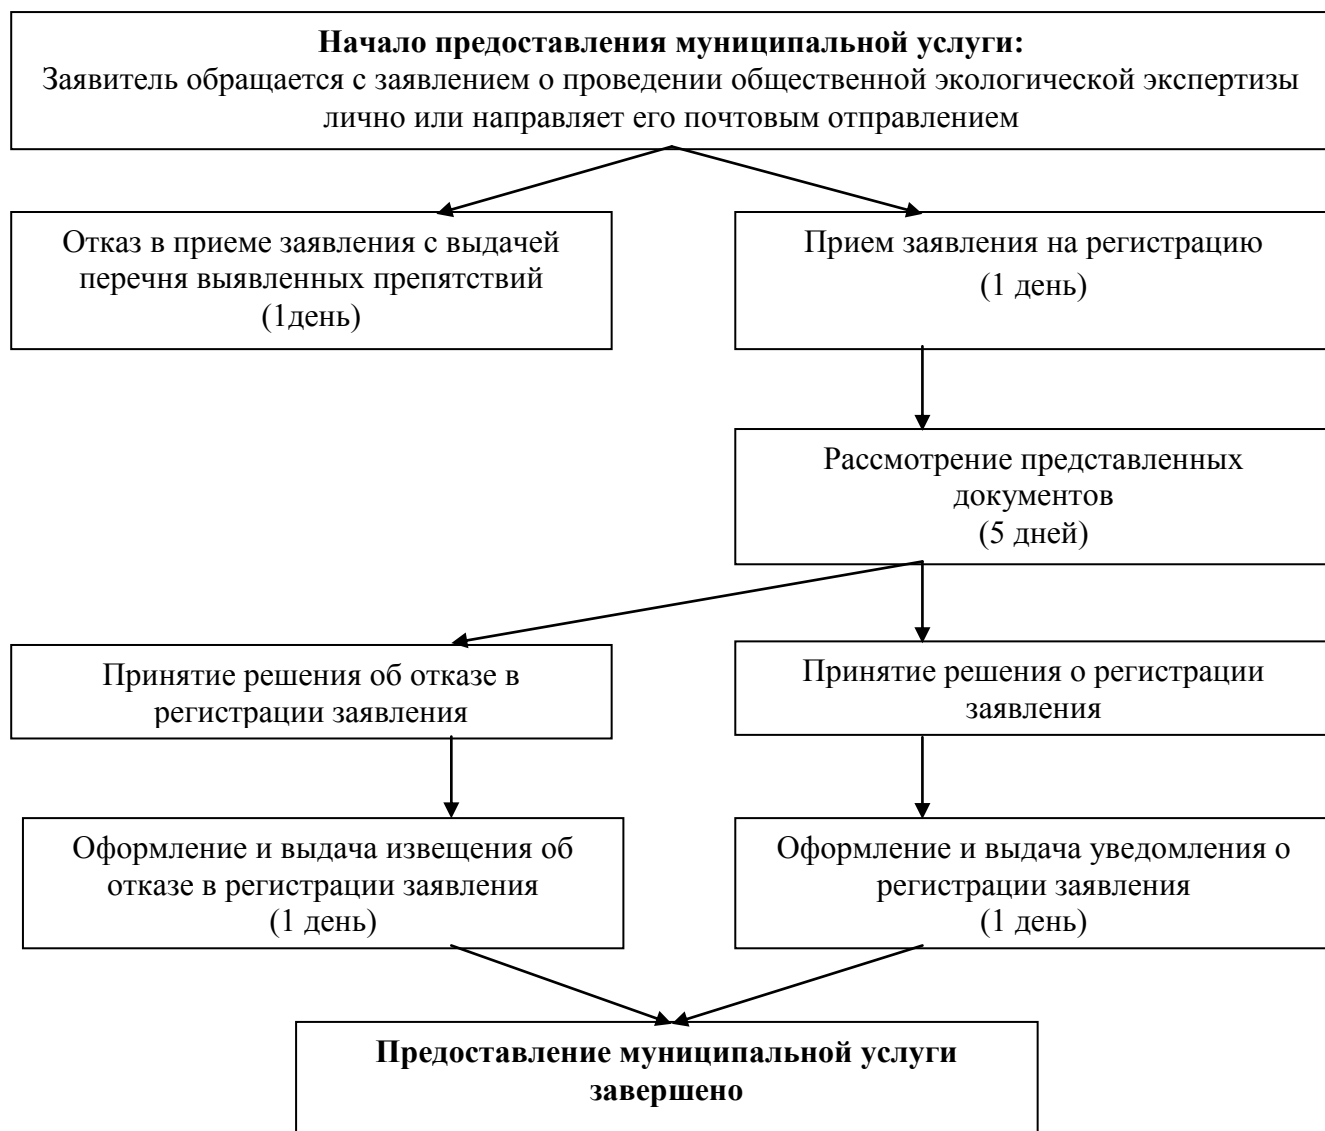 Начало предоставления муниципальной услуги:
Заявитель обращается с заявлением о проведении общественной экологической экспертизы
лично или направляет его почтовым отправлением
Отказ в приеме заявления с выдачей
перечня выявленных препятствий
(1день)
Прием заявления на регистрацию
(1 день)
Рассмотрение представленных
документов
(5 дней)
Принятие решения об отказе в
регистрации заявления
Принятие решения о регистрации
заявления
Оформление и выдача извещения об
отказе в регистрации заявления
(1 день)
Оформление и выдача уведомления о
регистрации заявления
(1 день)
Предоставление муниципальной услуги
завершено